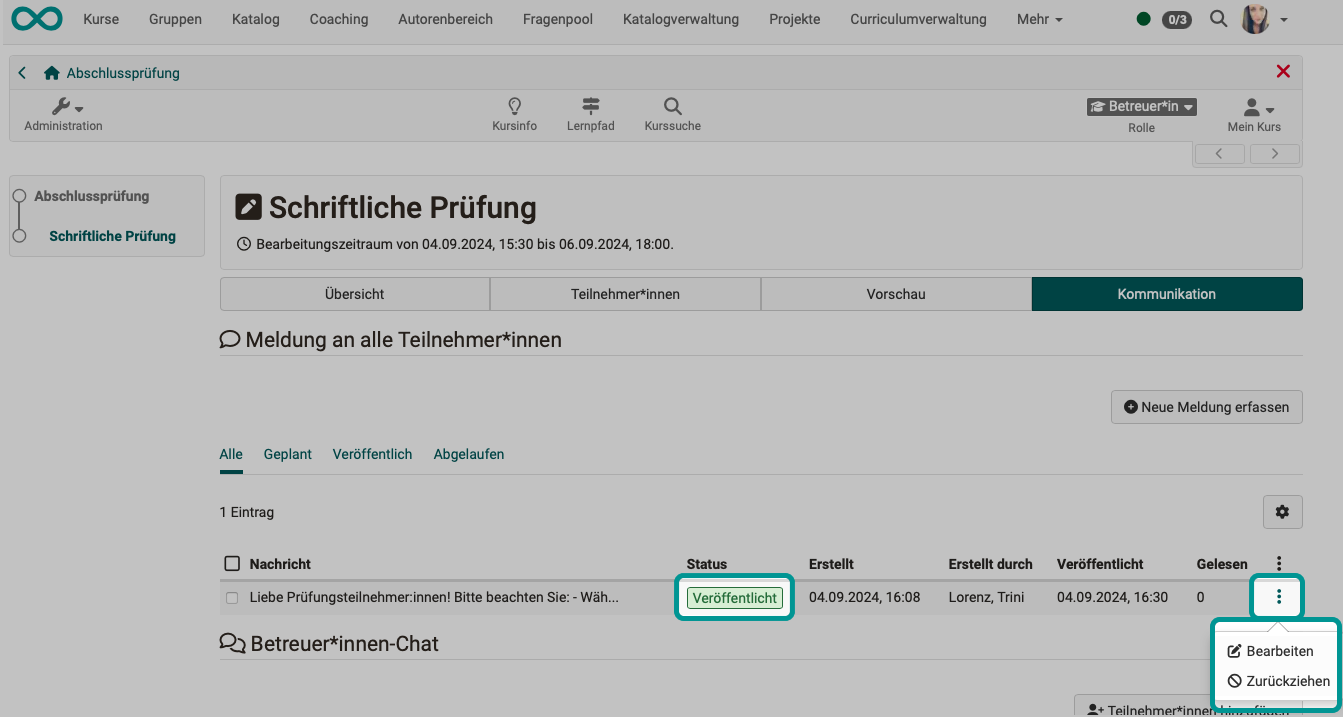 Kurse Gruppen Katalog Coaching Autorenbereich Fragenpool Katalogverwaltung Projekte Curriculumverwaltung Mehr 0/3
Abschlussprüfung
Administration Kursinfo Lernpfad Kurssuche Betreuer*in Rolle Mein Kurs
Abschlussprüfung
Schriftliche Prüfung
Schriftliche Prüfung
Bearbeitungszeitraum von 04.09.2024, 15:30 bis 06.09.2024, 18:00.
Übersicht Teilnehmer*innen Vorschau Kommunikation
Meldung an alle Teilnehmer*innen
Neue Meldung erfassen
Alle Geplant Veröffentlich Abgelaufen
1 Eintrag
Nachricht Status Erstellt Erstellt durch Veröffentlicht Gelesen
Liebe Prüfungsteilnehmer:innen! Bitte beachten Sie: - Wäh... Veröffentlicht 04.09.2024, 16:08 Lorenz, Trini 04.09.2024, 16:30 0
Betreuer*innen-Chat
Bearbeiten
Zurückziehen
Teilnehmer*innen hinzufügen